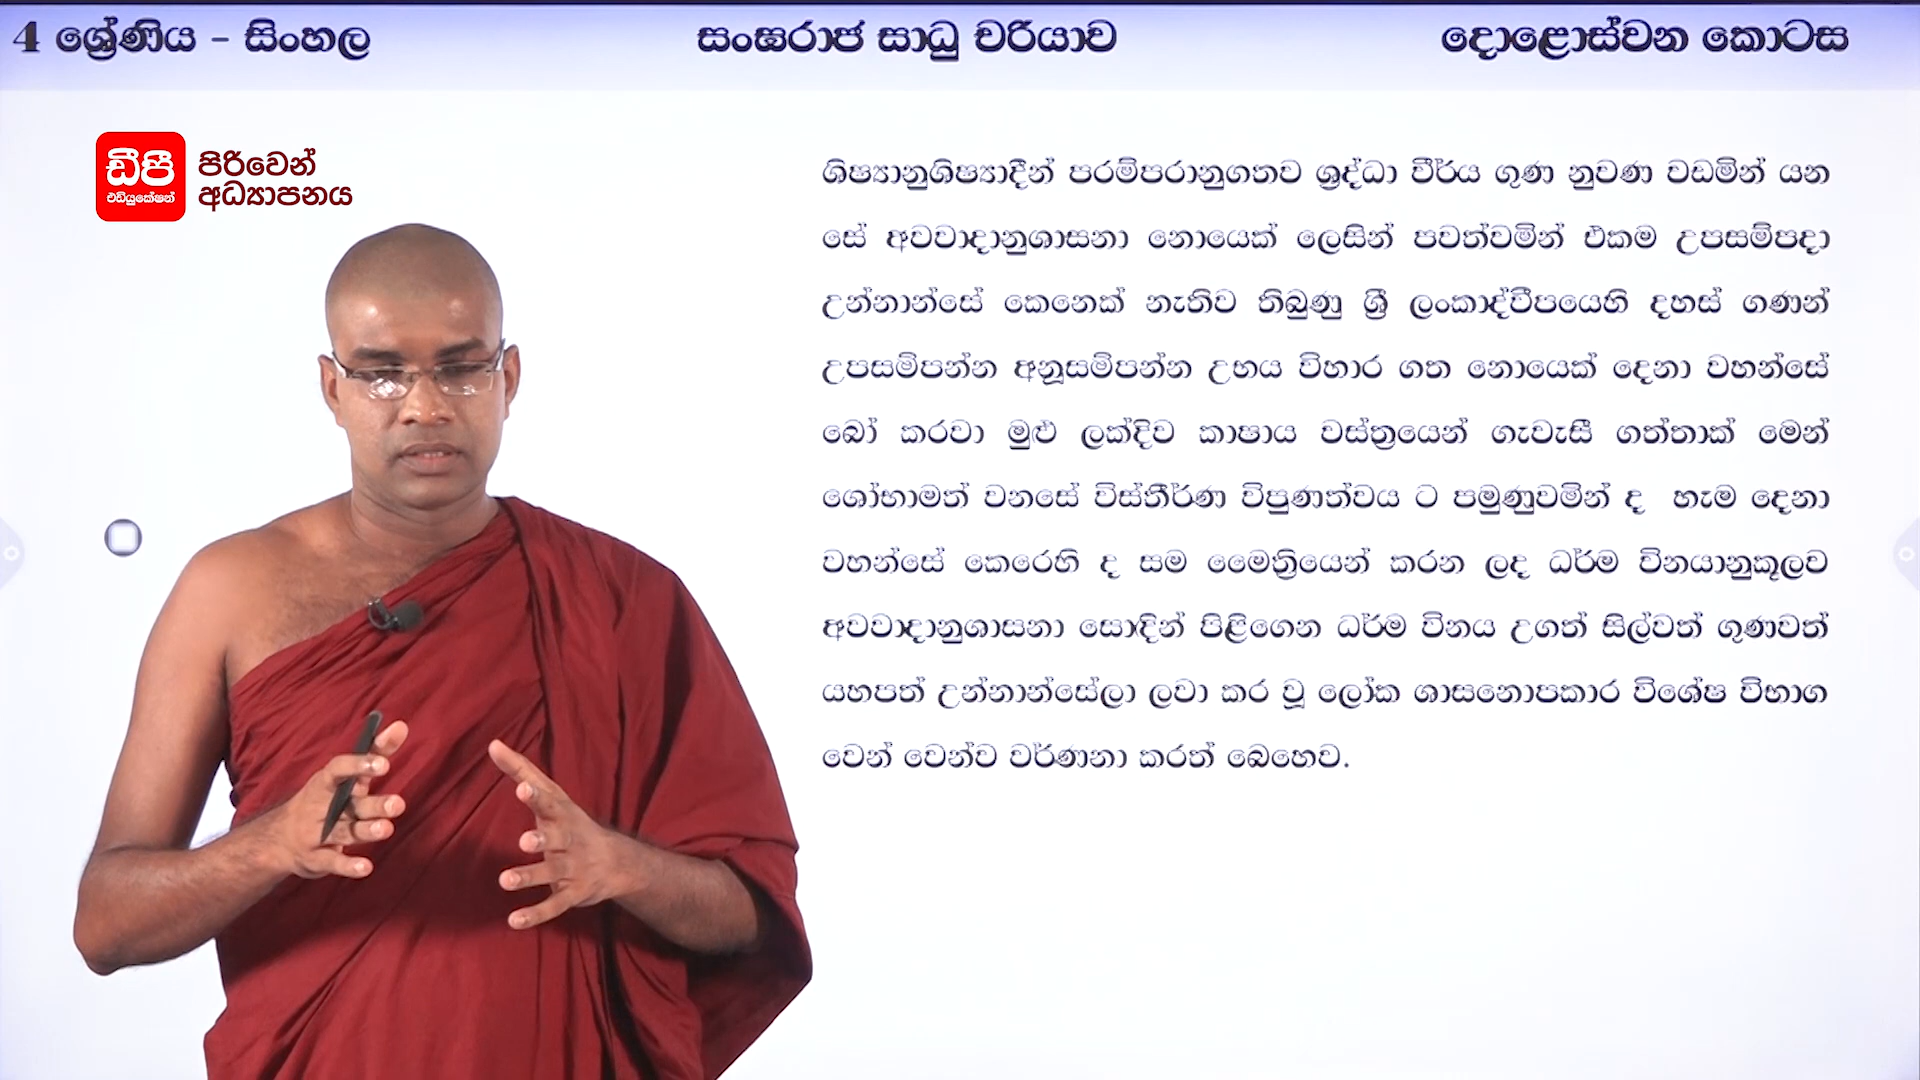 4 ශ්‍රේණිය - සිංහල
සංඝරාජ සාධු චරියාව
දොළොස්වන කොටස
ඩීපී
එඩියුකේෂන්
පිරිවෙන්
අධ්‍යාපනය
ශිෂ්‍යානුශිෂ්‍යාදීන් පරම්පරානුගතව ශ්‍රද්ධා වීර්ය ගුණ නුවණ වඩමින් යන
සේ අවවාදානුශාසනා නොයෙක් ලෙසින් පවත්වමින් එකම උපසම්පදා
උන්නාන්සේ කෙනෙක් නැතිව තිබුණු ශ්‍රී ලංකාද්වීපයෙහි දහස් ගණන්
උපසම්පන්න අනූසම්පන්න උභය විහාර ගත නොයෙක් දෙනා වහන්සේ
බෝ කරවා මුළු ලක්දිව කාෂාය වස්ත්‍රයෙන් ගැවැසී ගත්තාක් මෙන්
ශෝභාමත් වනසේ විස්තීර්ණ විපුණත්වය ට පමුණුවමින් ද හැම දෙනා
වහන්සේ කෙරෙහි ද සම මෛත්‍රියෙන් කරන ලද ධර්ම විනයානුකූලව
අවවාදානුශාසනා සොඳින් පිළිගෙන ධර්ම විනය උගත් සිල්වත් ගුණවත්
යහපත් උන්නාන්සේලා ලවා කර වූ ලෝක ශාසනොපකාර විශේෂ විභාග
වෙන් වෙන්ව වර්ණනා කරත් බෙහෙව.